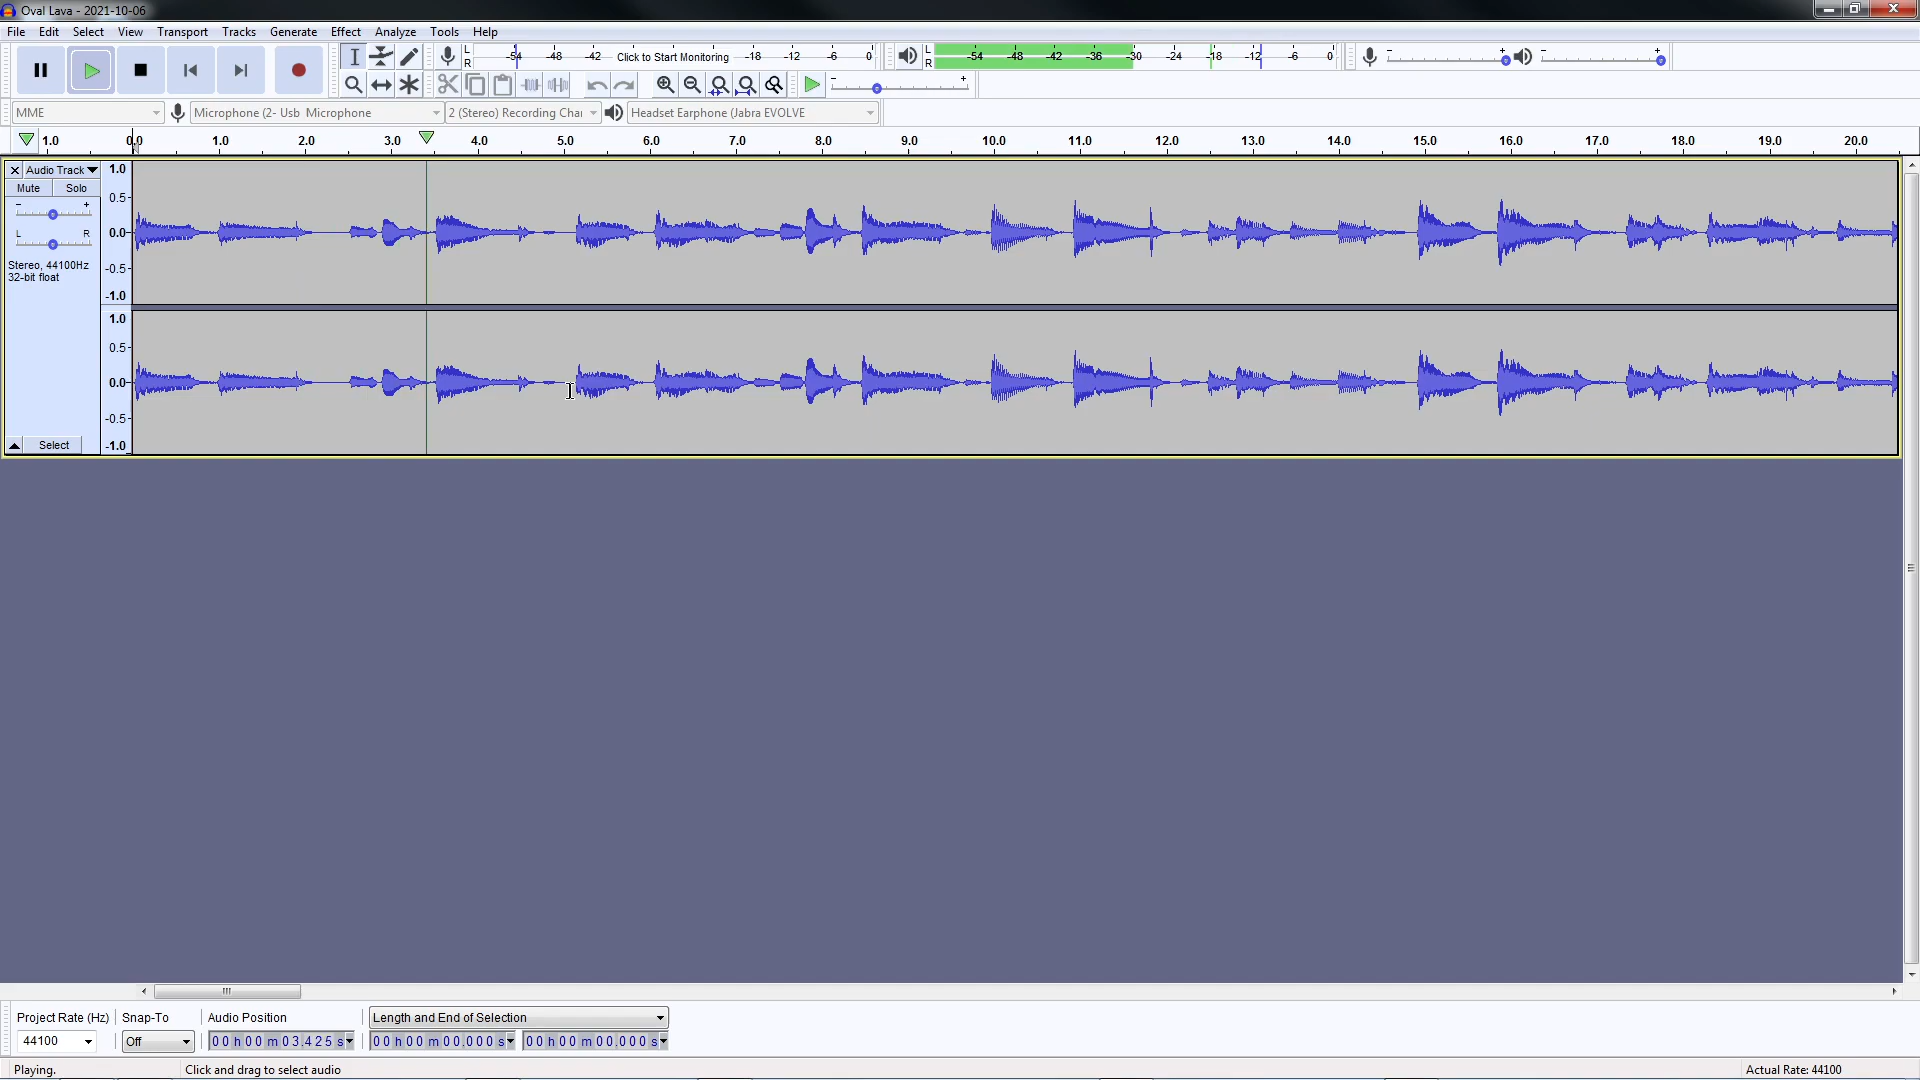 Oval Lava - 2021-10-06
File Edit Select View Transport Tracks Generate Effect Analyze Tools Help
L -54 -48 -42 Click to Start Monitoring -18 -12 -6 0 L -54 -48 -42 -36 -30 -24 -18 -12 -6 0 - + - +
R R
- +
MME Microphone (2- Usb Microphone 2 (Stereo) Recording Char Headset Earphone (Jabra EVOLVE
1.0 0.0 1.0 2.0 3.0 4.0 5.0 6.0 7.0 8.0 9.0 10.0 11.0 12.0 13.0 14.0 15.0 16.0 17.0 18.0 19.0 20.0
Audio Track 1.0
Mute Solo 0.5-
- +
L R 0.0-
Stereo, 44100Hz -0.5-
32-bit float
-1.0
1.0
0.5-
0.0-
-0.5-
Select -1.0
Project Rate (Hz) Snap-To Audio Position Length and End of Selection
44100 Off 00 h 00 m 03.425 s 00 h 00 m 00.000 s 00 h 00 m 00.000 s
Playing. Click and drag to select audio Actual Rate: 44100